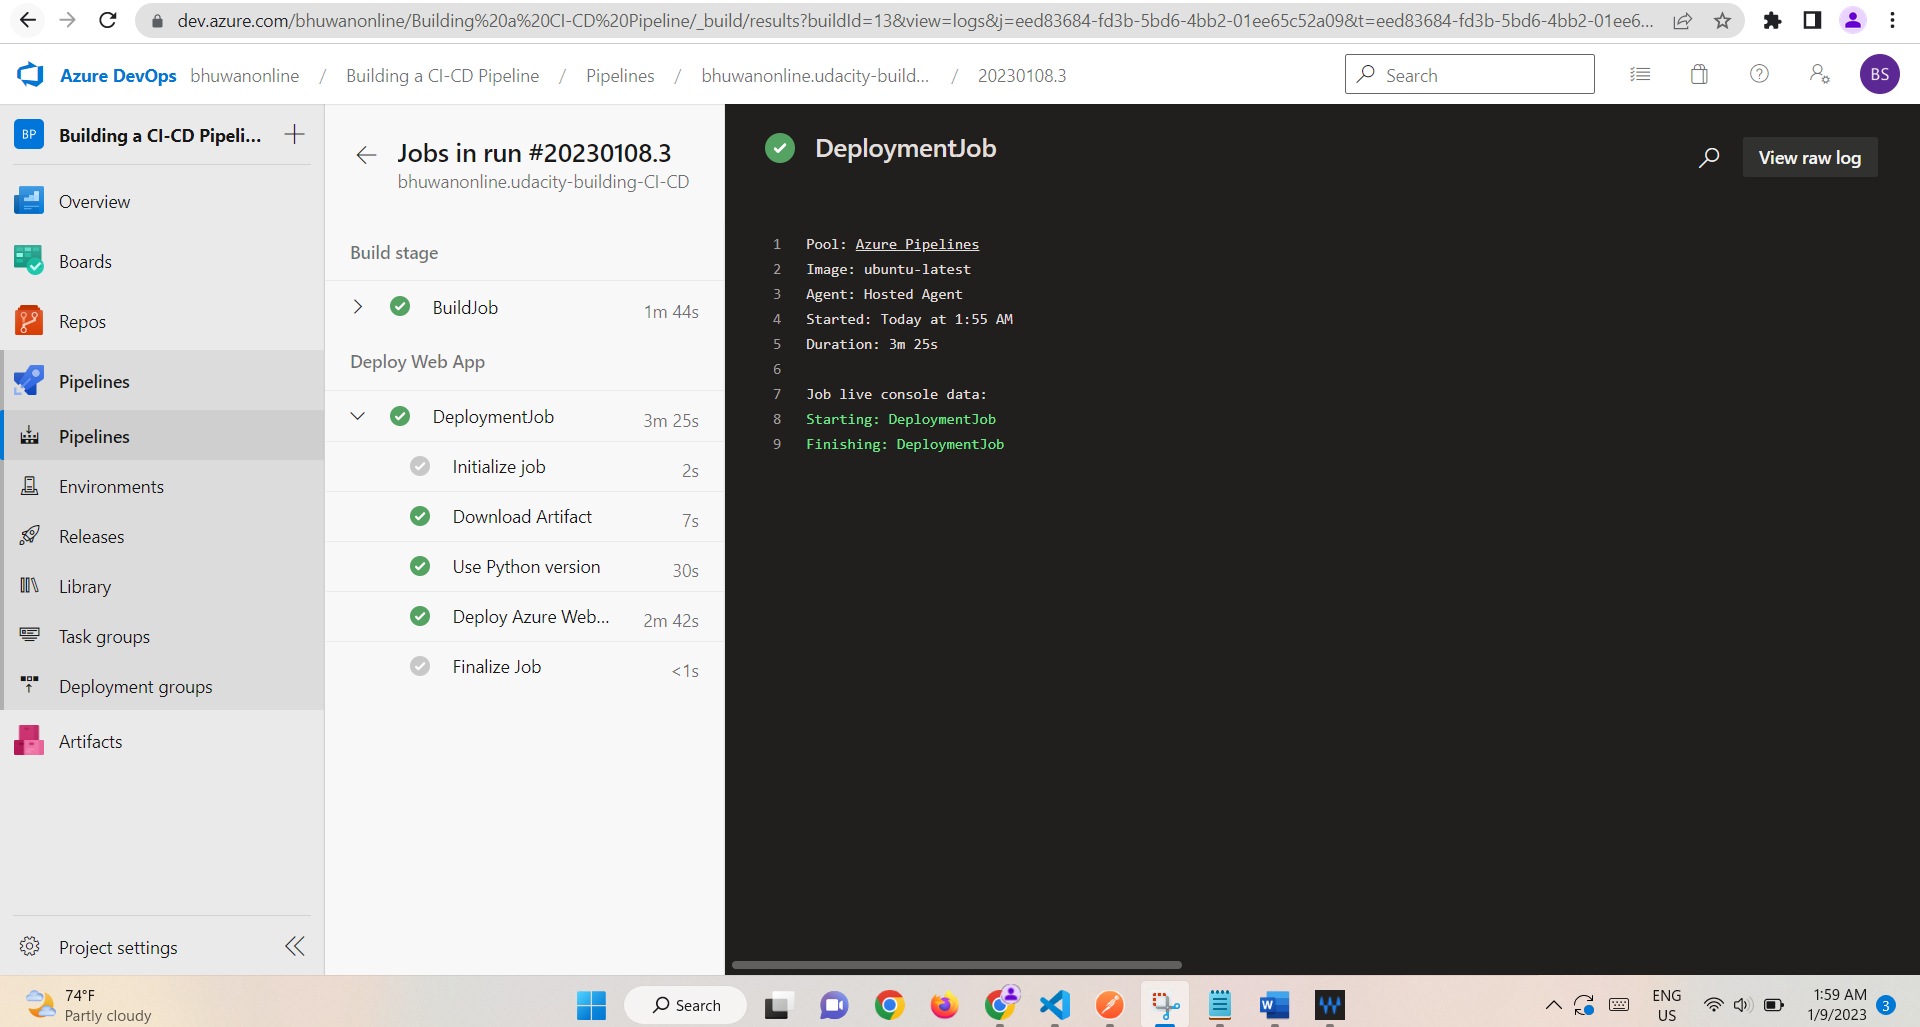 dev.azure.com/bhuwanonline/Building%20a%20CI-CD%20Pipeline/_build/results?buildId=13&view=logs&j=eed83684-fd3b-5bd6-4bb2-01ee65c52a09&t=eed83684-fd3b-5bd6-4bb2-01ee6...
Azure DevOps bhuwanonline / Building a CI-CD Pipeline / Pipelines / bhuwanonline.udacity-build... / 20230108.3
Search
BS
BP Building a CI-CD Pipeli...
Overview
Boards
Repos
Pipelines
Pipelines
Environments
Releases
Library
Task groups
Deployment groups
Artifacts
Project settings
Jobs in run #20230108.3
bhuwanonline.udacity-building-CI-CD
Build stage
BuildJob 1m 44s
Deploy Web App
DeploymentJob 3m 25s
Initialize job 2s
Download Artifact 7s
Use Python version 30s
Deploy Azure Web... 2m 42s
Finalize Job <1s
DeploymentJob
View raw log
1 Pool: Azure Pipelines
2 Image: ubuntu-latest
3 Agent: Hosted Agent
4 Started: Today at 1:55 AM
5 Duration: 3m 25s
6
7 Job live console data:
8 Starting: DeploymentJob
9 Finishing: DeploymentJob
74°F
Partly cloudy
Search
ENG
US
1:59 AM
1/9/2023
3